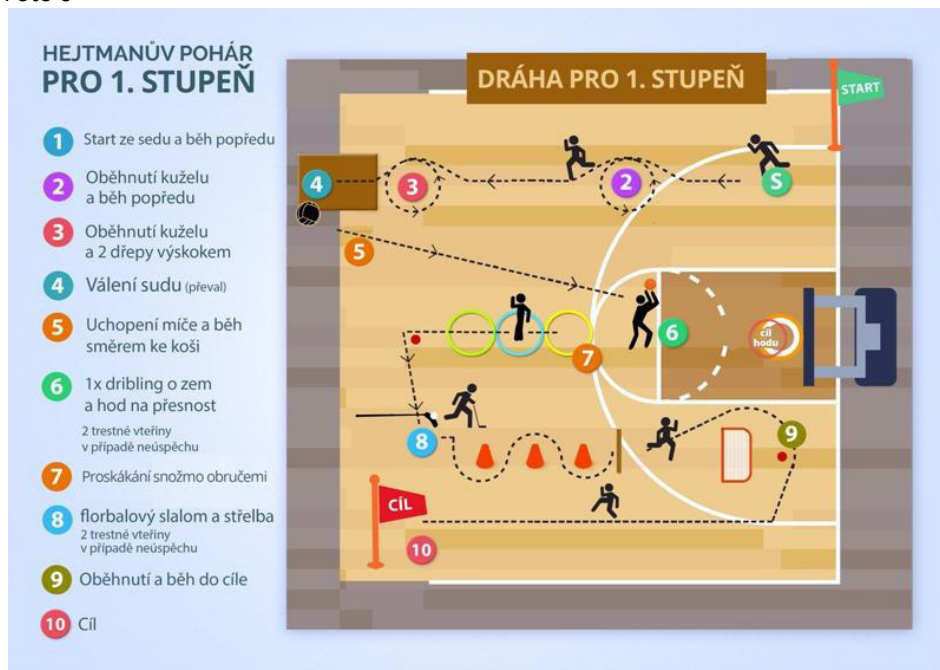 HEJTMANŮV POHÁR
PRO 1. STUPEŇ
1 Start ze sedu a běh popředu
2 Oběhnutí kuželu
a běh popředu
3 Oběhnutí kuželu
a 2 dřepy výskokem
4 Válení sudu (převal)
5 Uchopení míče a běh
směrem ke koši
6 1x dribling o zem
a hod na přesnost
2 trestné vteřiny
v případě neúspěchu
7 Proskákání snožmo obručemi
8 florbalový slalom a střelba
2 trestné vteřiny
v případě neúspěchu
9 Oběhnutí a běh do cíle
10 Cíl
DRÁHA PRO 1. STUPEŇ
START
4
3
2
S
5
6
cíl
hodu
7
8
9
CÍL
10